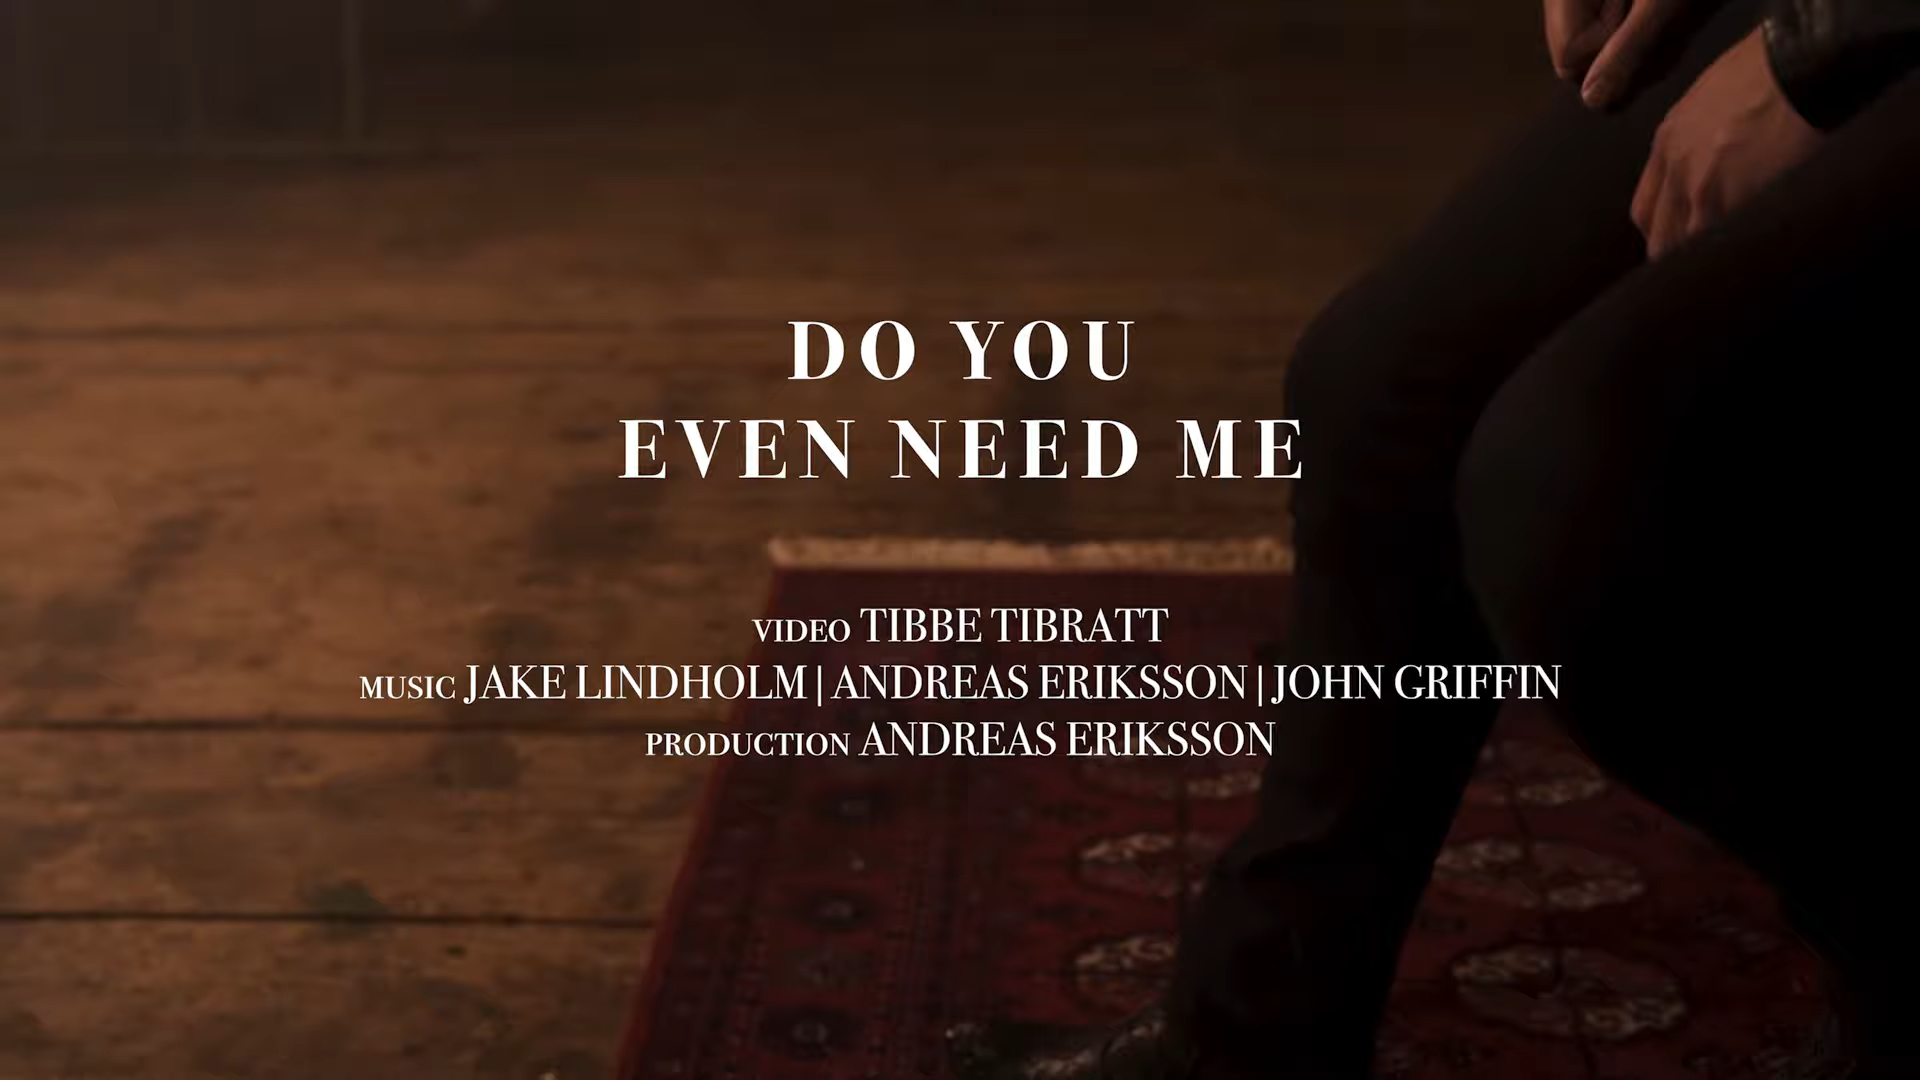 DO YOU
EVEN NEED ME
VIDEO TIBBE TIBRATT
MUSIC JAKE LINDHOLM | ANDREAS ERIKSSON | JOHN GRIFFIN
PRODUCTION ANDREAS ERIKSSON